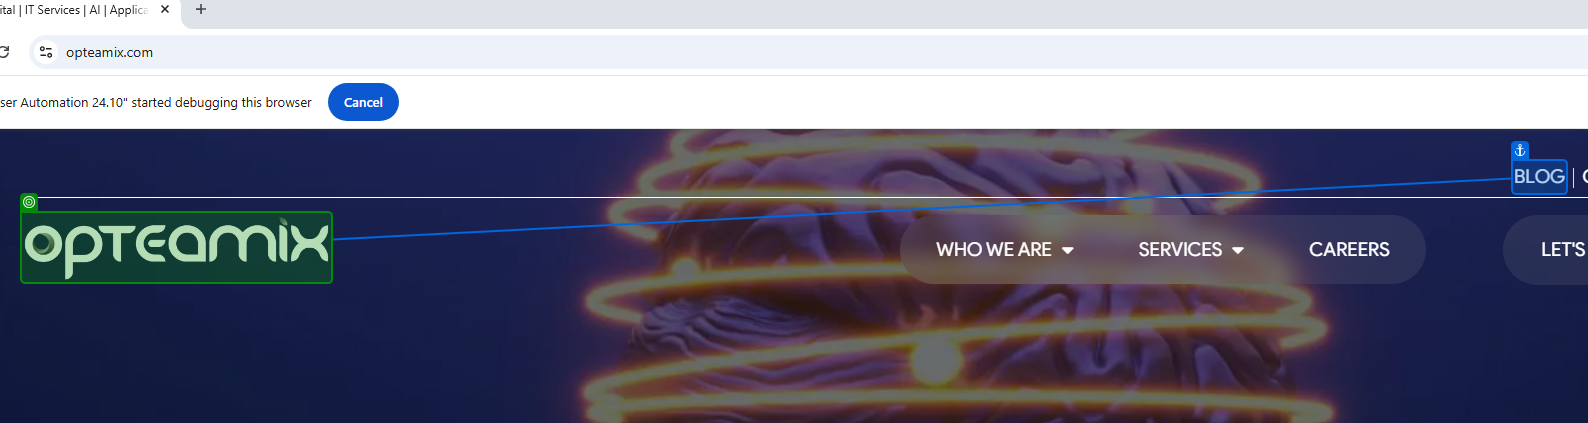 ital | IT Services | AI | Applica
opteamix.com
ser Automation 24.10" started debugging this browser
Cancel
BLOG
OPTEAMIX
WHO WE ARE
SERVICES
CAREERS
LET'S